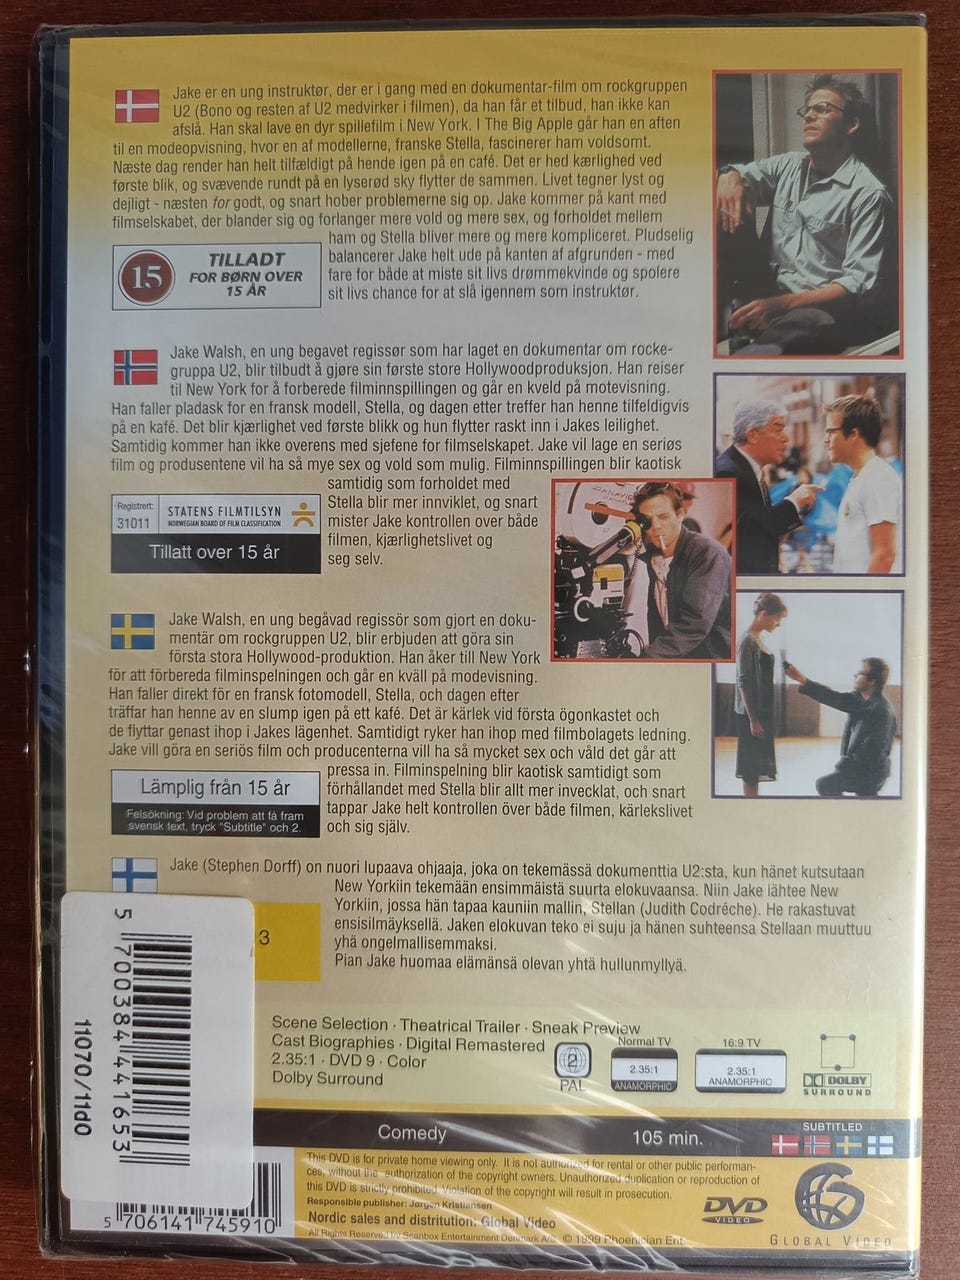 Jake er en ung instruktør, der er i gang med en dokumentar-film om rockgruppen
U2 (Bono og resten af U2 medvirker i filmen), da han får et tilbud, han ikke kan
afslå. Han skal lave en dyr spillefilm i New York. I The Big Apple går han en aften
til en modeopvisning, hvor en af modellerne, franske Stella, fascinerer ham voldsomt.
Næste dag render han helt tilfældigt på hende igen på en café. Det er hed kærlighed ved
første blik, og svævende rundt på en lyserød sky flytter de sammen. Livet tegner lyst og
dejligt - næsten for godt, og snart hober problemerne sig op. Jake kommer på kant med
filmselskabet, der blander sig og forlanger mere vold og mere sex, og forholdet mellem
ham og Stella bliver mere og mere kompliceret. Pludselig
balancerer Jake helt ude på kanten af afgrunden - med
fare for både at miste sit livs drømmekvinde og spolere
sit livs chance for at slå igennem som instruktør.
15
TILLADT
FOR BØRN OVER
15 ÅR
Jake Walsh, en ung begavet regissør som har laget en dokumentar om rocke-
gruppa U2, blir tilbudt å gjøre sin første store Hollywoodproduksjon. Han reiser
til New York for å forberede filminnspillingen og går en kveld på motevisning.
Han faller pladask for en fransk modell, Stella, og dagen etter treffer han henne tilfeldigvis
på en kafé. Det blir kjærlighet ved første blikk og hun flytter raskt inn i Jakes leilighet.
Samtidig kommer han ikke overens med sjefene for filmselskapet. Jake vil lage en seriøs
film og produsentene vil ha så mye sex og vold som mulig. Filminnspillingen blir kaotisk
samtidig som forholdet med
Stella blir mer innviklet, og snart
mister Jake kontrollen over både
filmen, kjærlighetslivet og
seg selv.
Registrert:
31011
STATENS FILMTILSYN
NORWEGIAN BOARD OF FILM CLASSIFICATION
Tillatt over 15 år
PANAVISION
Jake Walsh, en ung begåvad regissör som gjort en doku-
mentär om rockgruppen U2, blir erbjuden att göra sin
första stora Hollywood-produktion. Han åker till New York
för att förbereda filminspelningen och går en kväll på modevisning.
Han faller direkt för en fransk fotomodell, Stella, och dagen efter
träffar han henne av en slump igen på ett kafé. Det är kärlek vid första ögonkastet och
de flyttar genast ihop i Jakes lägenhet. Samtidigt ryker han ihop med filmbolagets ledning.
Jake vill göra en seriös film och producenterna vill ha så mycket sex och våld det går att
pressa in. Filminspelning blir kaotisk samtidigt som
förhållandet med Stella blir allt mer invecklat, och snart
tappar Jake helt kontrollen över både filmen, kärlekslivet
och sig själv.
Lämplig från 15 år
Felsökning: Vid problem att få fram
svensk text, tryck "Subtitle" och 2.
Jake (Stephen Dorff) on nuori lupaava ohjaaja, joka on tekemässä dokumenttia U2:sta, kun hänet kutsutaan
New Yorkiin tekemään ensimmäistä suurta elokuvaansa. Niin Jake lähtee New
Yorkiin, jossa hän tapaa kauniin mallin, Stellan (Judith Codréche). He rakastuvat
ensisilmäyksellä. Jaken elokuvan teko ei suju ja hänen suhteensa Stellaan muuttuu
yhä ongelmallisemmaksi.
Pian Jake huomaa elämänsä olevan yhtä hullunmyllyä.
3
5 700384 441653
11070/11d0
Scene Selection · Theatrical Trailer · Sneak Preview
Cast Biographies · Digital Remastered
2.35:1 · DVD 9 · Color
Dolby Surround
2
PAL
Normal TV
2.35:1
ANAMORPHIC
16:9 TV
2.35:1
ANAMORPHIC
DOLBY
SURROUND
Comedy
105 min.
SUBTITLED
This DVD is for private home viewing only. It is not authorized for rental or other public performan-
ces, without the authorization of the copyright owners. Unauthorized duplication or reproduction of
this DVD is strictly prohibited. Violation of the copyright will result in prosecution.
Responsible publisher: Jørgen Kristiansen
Nordic sales and distribution: Global Video
All Rights Reserved by Scanbox Entertainment Denmark A/S. © 1999 Phoenician Ent.
5 706141 745910
DVD
VIDEO
GLOBAL VIDEO